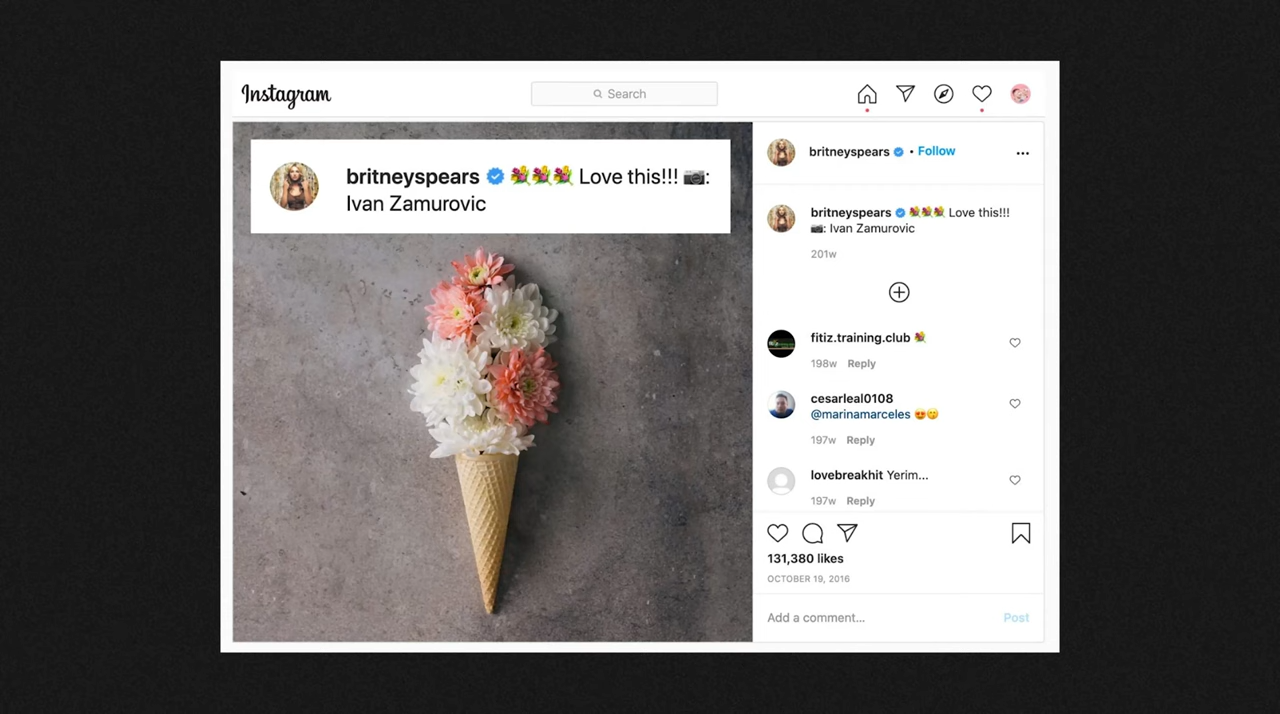 Instagram
Search
britneyspears 💐💐💐 Love this!!! 📷:
Ivan Zamurovic
britneyspears • Follow
britneyspears 💐💐💐 Love this!!!
📷: Ivan Zamurovic
201w
fitiz.training.club 💐
198w Reply
cesarleal0108
@marinamarceles 😍🤫
197w Reply
lovebreakhit Yerim...
197w Reply
131,380 likes
OCTOBER 19, 2016
Add a comment... Post